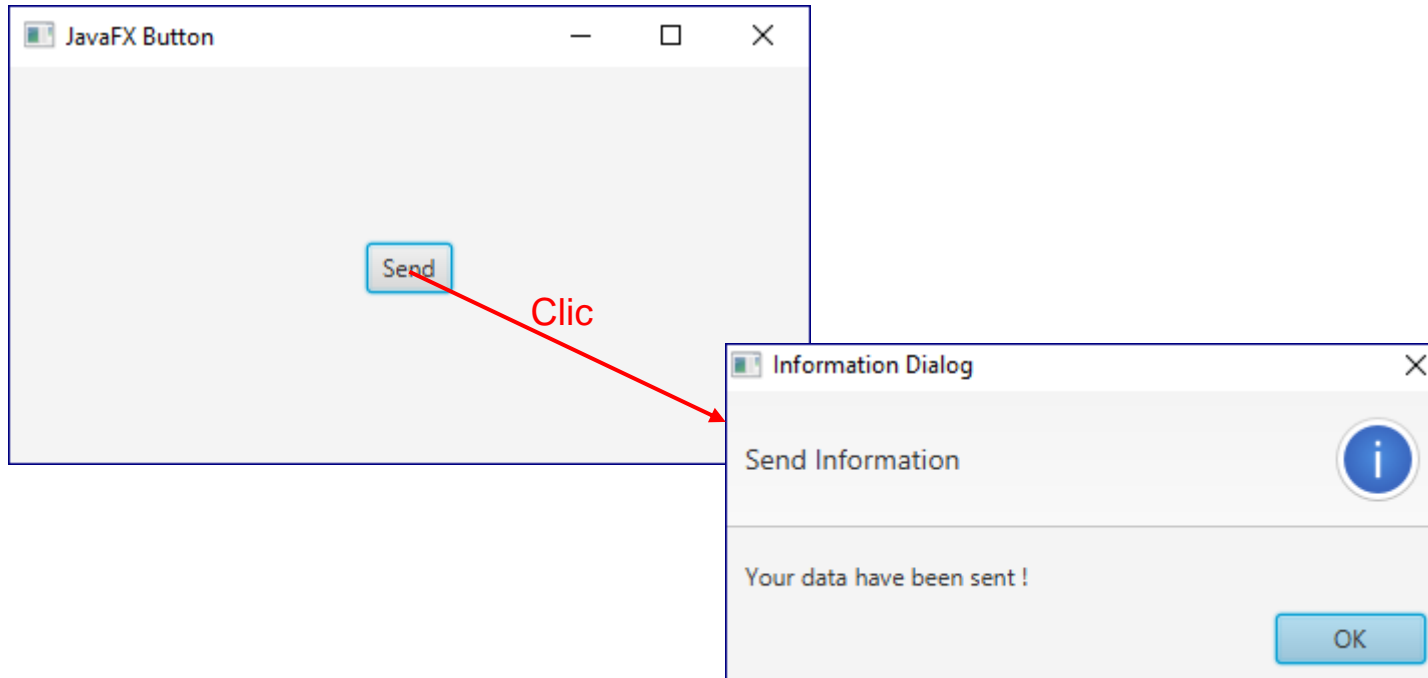 JavaFX Button
Send
Clic
Information Dialog
Send Information
i
Your data have been sent !
OK